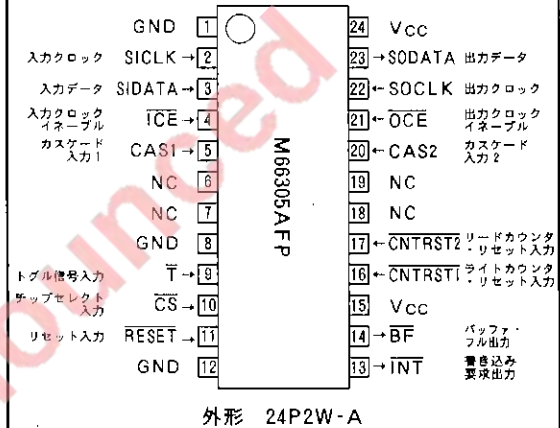 GND 1 24 VCC
入力クロック SICLK → 2 23 → SODATA 出力データ
入力データ SIDATA → 3 22 ← SOCLK 出力クロック
入力クロック
イネーブル ICE → 4 21 ← OCE 出力クロック
イネーブル
カスケード
入力1 CAS1 → 5 20 ← CAS2 カスケード
入力2
NC 6 19 NC
NC 7 18 NC
GND 8 17 ← CNTRST2 リードカウンタ
・リセット入力
トグル信号入力 T → 9 16 ← CNTRST1 ライトカウンタ
・リセット入力
チップセレクト
入力 CS → 10 15 VCC
リセット入力 RESET → 11 14 → BF バッファ・
フル出力
GND 12 13 → INT 書き込み
要求出力
M66305AFP
外形 24P2W-A
ounced